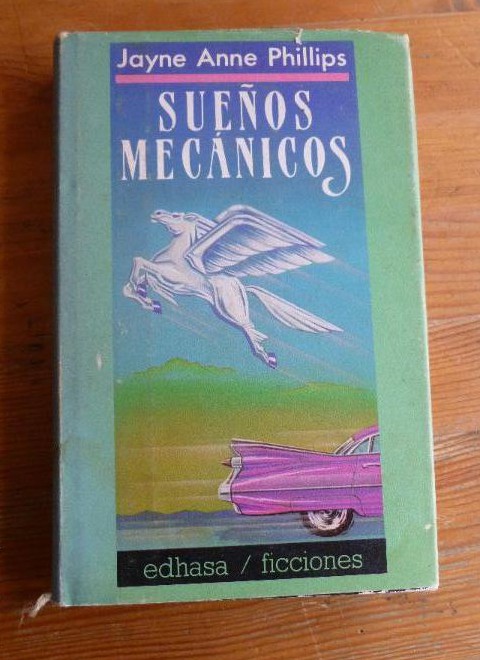 Jayne Anne Phillips
SUEÑOS
MECÁNICOS
edhasa / ficciones